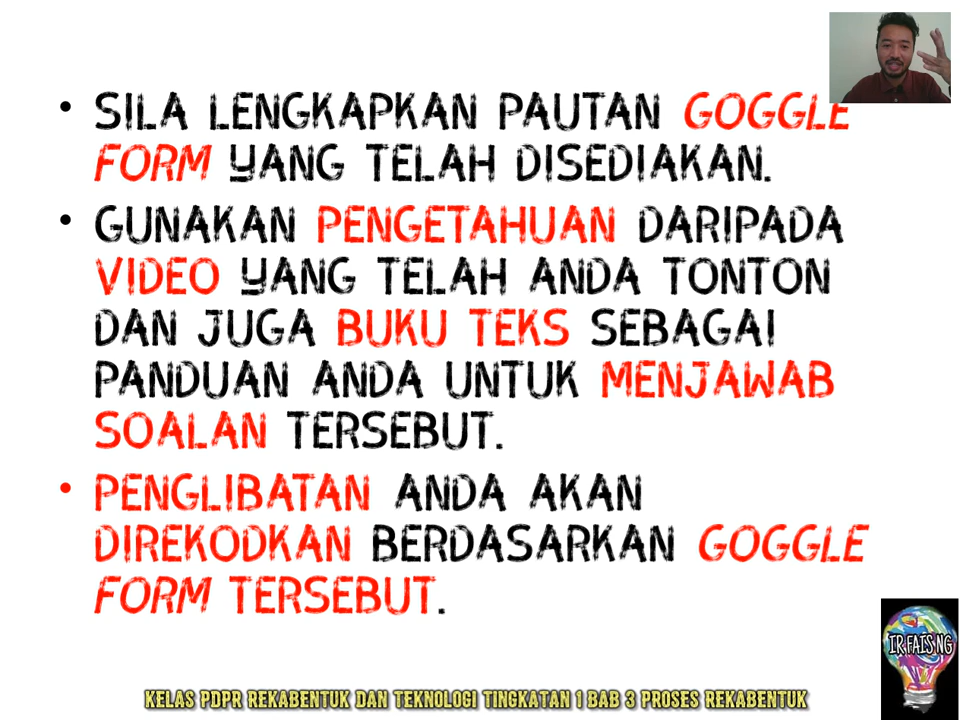 • SILA LENGKAPKAN PAUTAN GOGGLE
FORM YANG TELAH DISEDIAKAN.
• GUNAKAN PENGETAHUAN DARIPADA
VIDEO YANG TELAH ANDA TONTON
DAN JUGA BUKU TEKS SEBAGAI
PANDUAN ANDA UNTUK MENJAWAB
SOALAN TERSEBUT.
• PENGLIBATAN ANDA AKAN
DIREKODKAN BERDASARKAN GOGGLE
FORM TERSEBUT.
IR FAIS NG
KELAS PDPR REKABENTUK DAN TEKNOLOGI TINGKATAN 1 BAB 3 PROSES REKABENTUK